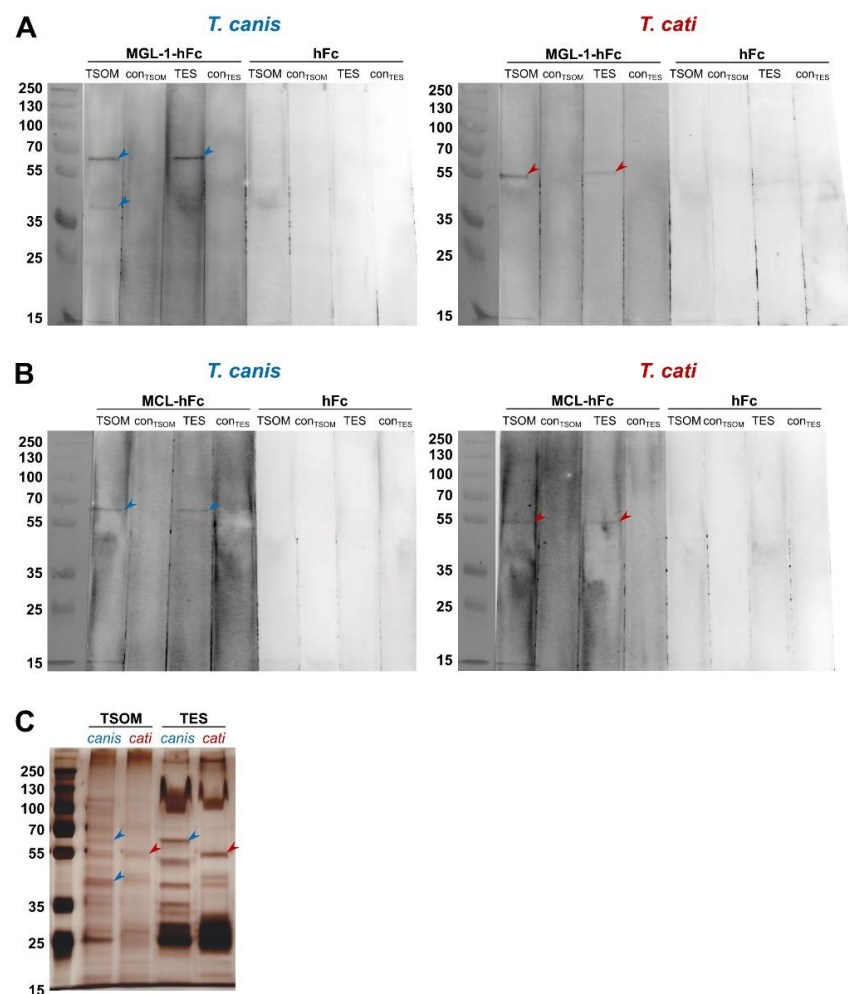 A
T. canis
T. cati
MGL-1-hFc hFc
MGL-1-hFc hFc
TSOM conTSOM TES conTES TSOM conTSOM TES conTES
TSOM conTSOM TES conTES TSOM conTSOM TES conTES
250
130
100
70
55
35
25
15
250
130
100
70
55
35
25
15
B
T. canis
T. cati
MCL-hFc hFc
MCL-hFc hFc
TSOM conTSOM TES conTES TSOM conTSOM TES conTES
TSOM conTSOM TES conTES TSOM conTSOM TES conTES
250
130
100
70
55
35
25
15
250
130
100
70
55
35
25
15
C
TSOM TES
canis cati canis cati
250
130
100
70
55
35
25
15